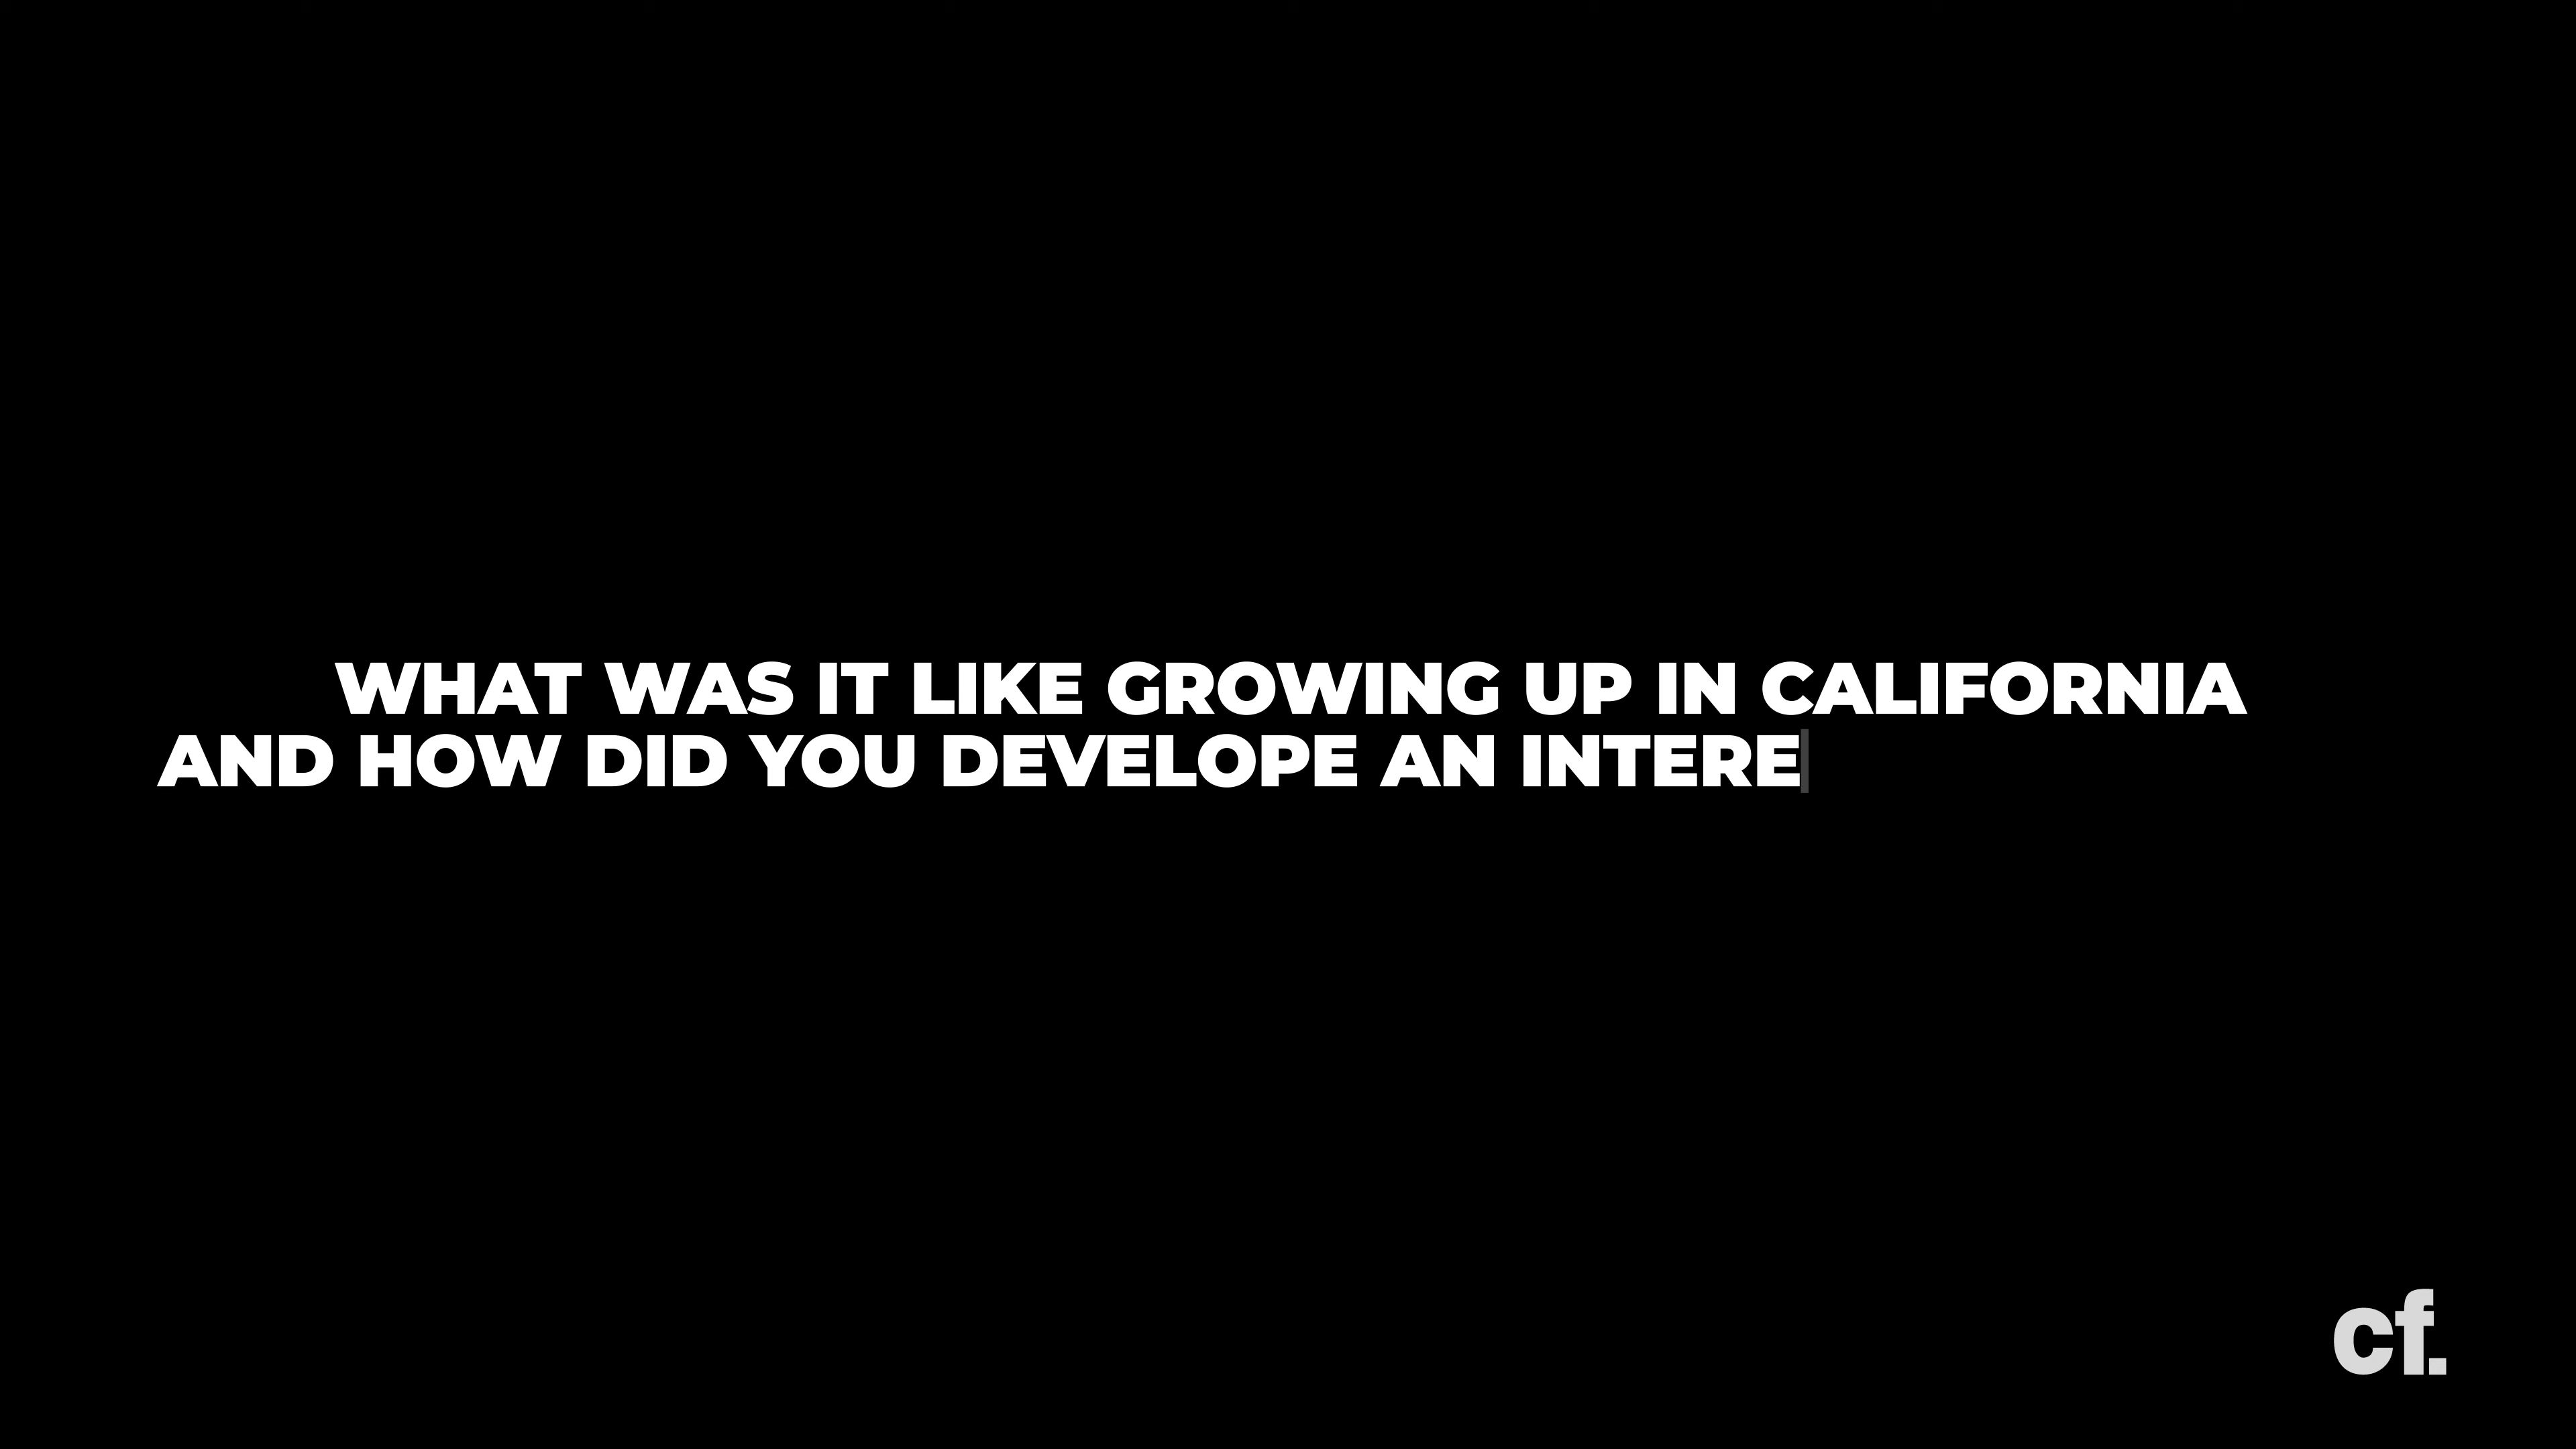 WHAT WAS IT LIKE GROWING UP IN CALIFORNIA
AND HOW DID YOU DEVELOPE AN INTERE
cf.